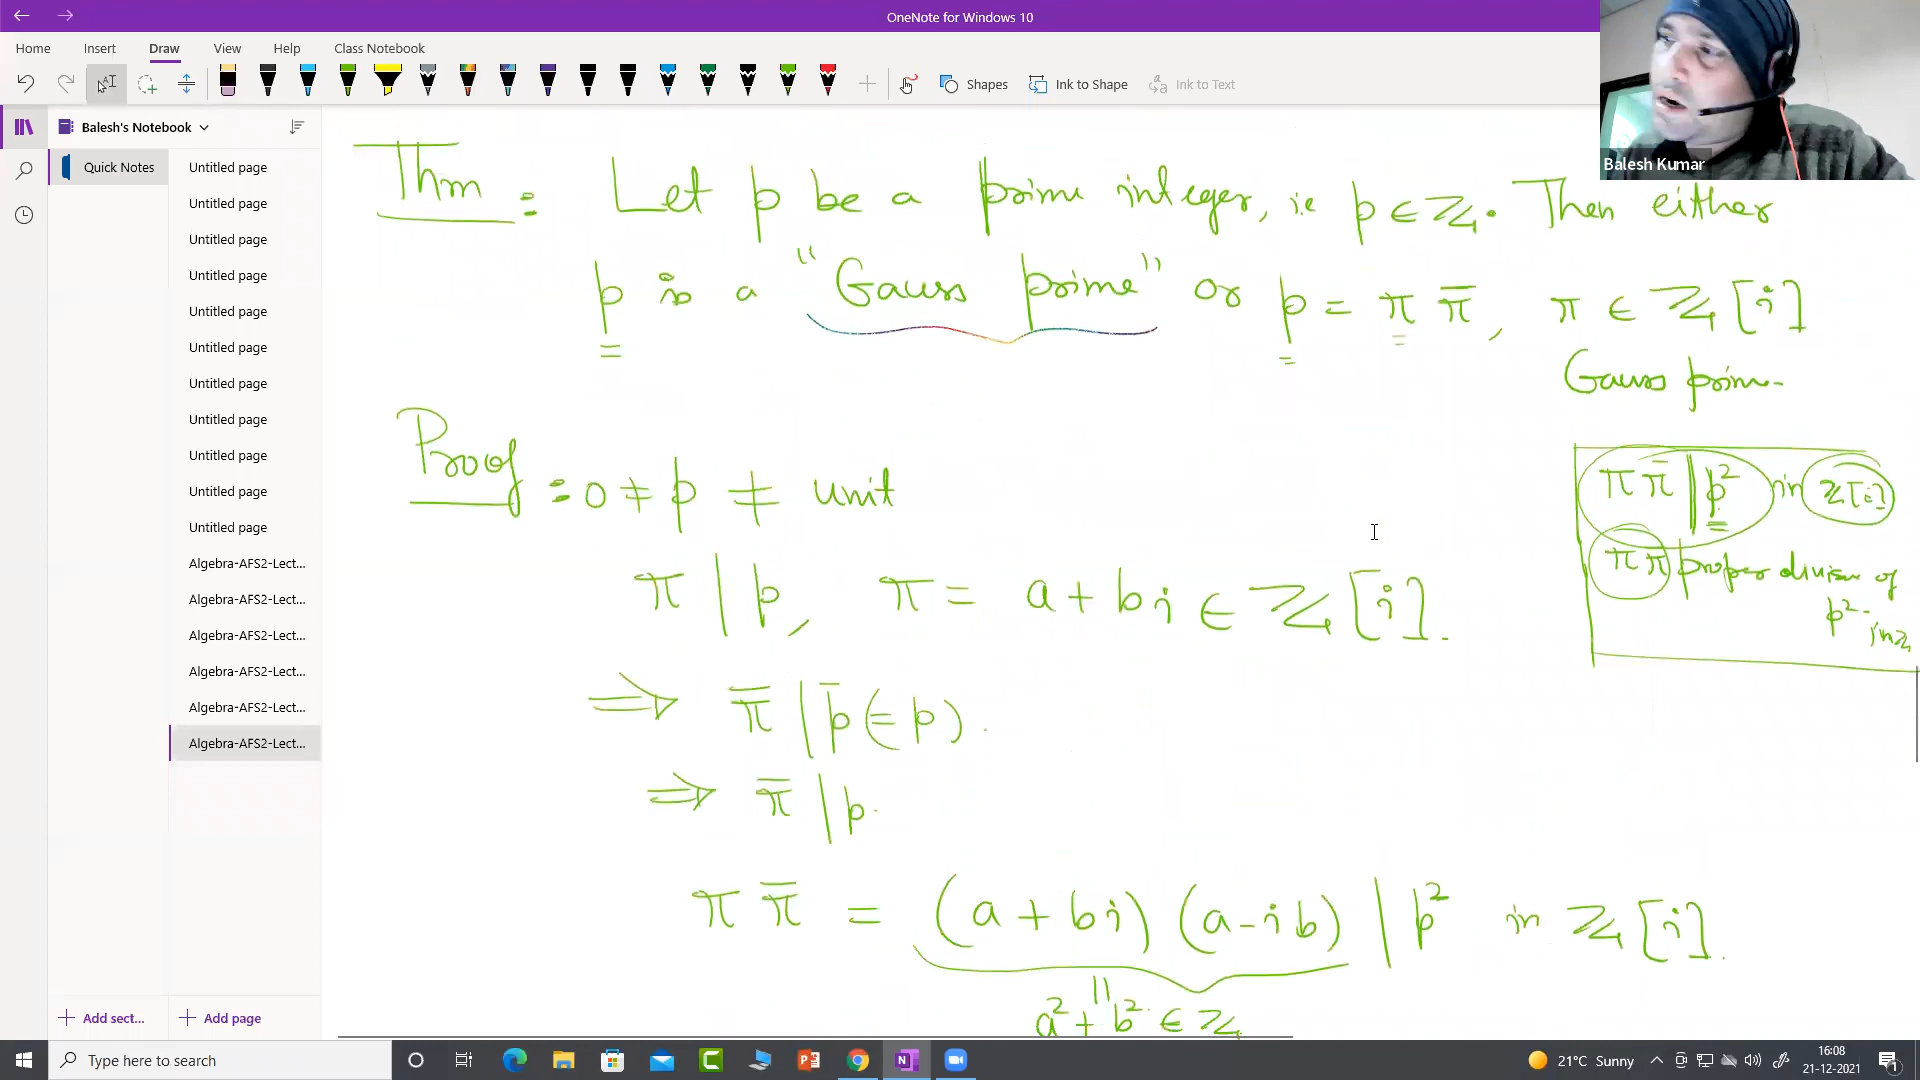 OneNote for Windows 10
Home Insert Draw View Help Class Notebook
Shapes Ink to Shape Ink to Text
Balesh Kumar
Balesh's Notebook
Quick Notes
Untitled page
Untitled page
Untitled page
Untitled page
Untitled page
Untitled page
Untitled page
Untitled page
Untitled page
Untitled page
Untitled page
Algebra-AFS2-Lect...
Algebra-AFS2-Lect...
Algebra-AFS2-Lect...
Algebra-AFS2-Lect...
Algebra-AFS2-Lect...
Algebra-AFS2-Lect...
Add sect... Add page
Thm : Let p be a prime integer, i.e p ∈ ℤ. Then either
p is a "Gauss prime" or p = π π̅, π ∈ ℤ[i]
Gauss prime.
Proof : 0 ≠ p ≠ unit
π | p, π = a + bi ∈ ℤ[i].
⇒ π̅ | p̅ (= p).
⇒ π̅ | p.
π π̅ = (a + bi) (a - ib) | p² in ℤ[i].
||
a² + b² ∈ ℤ
π π̅ || p² in ℤ[i]
π π̅ proper divisor of
p² in ℤ
Type here to search
21°C Sunny
16:08
21-12-2021
1